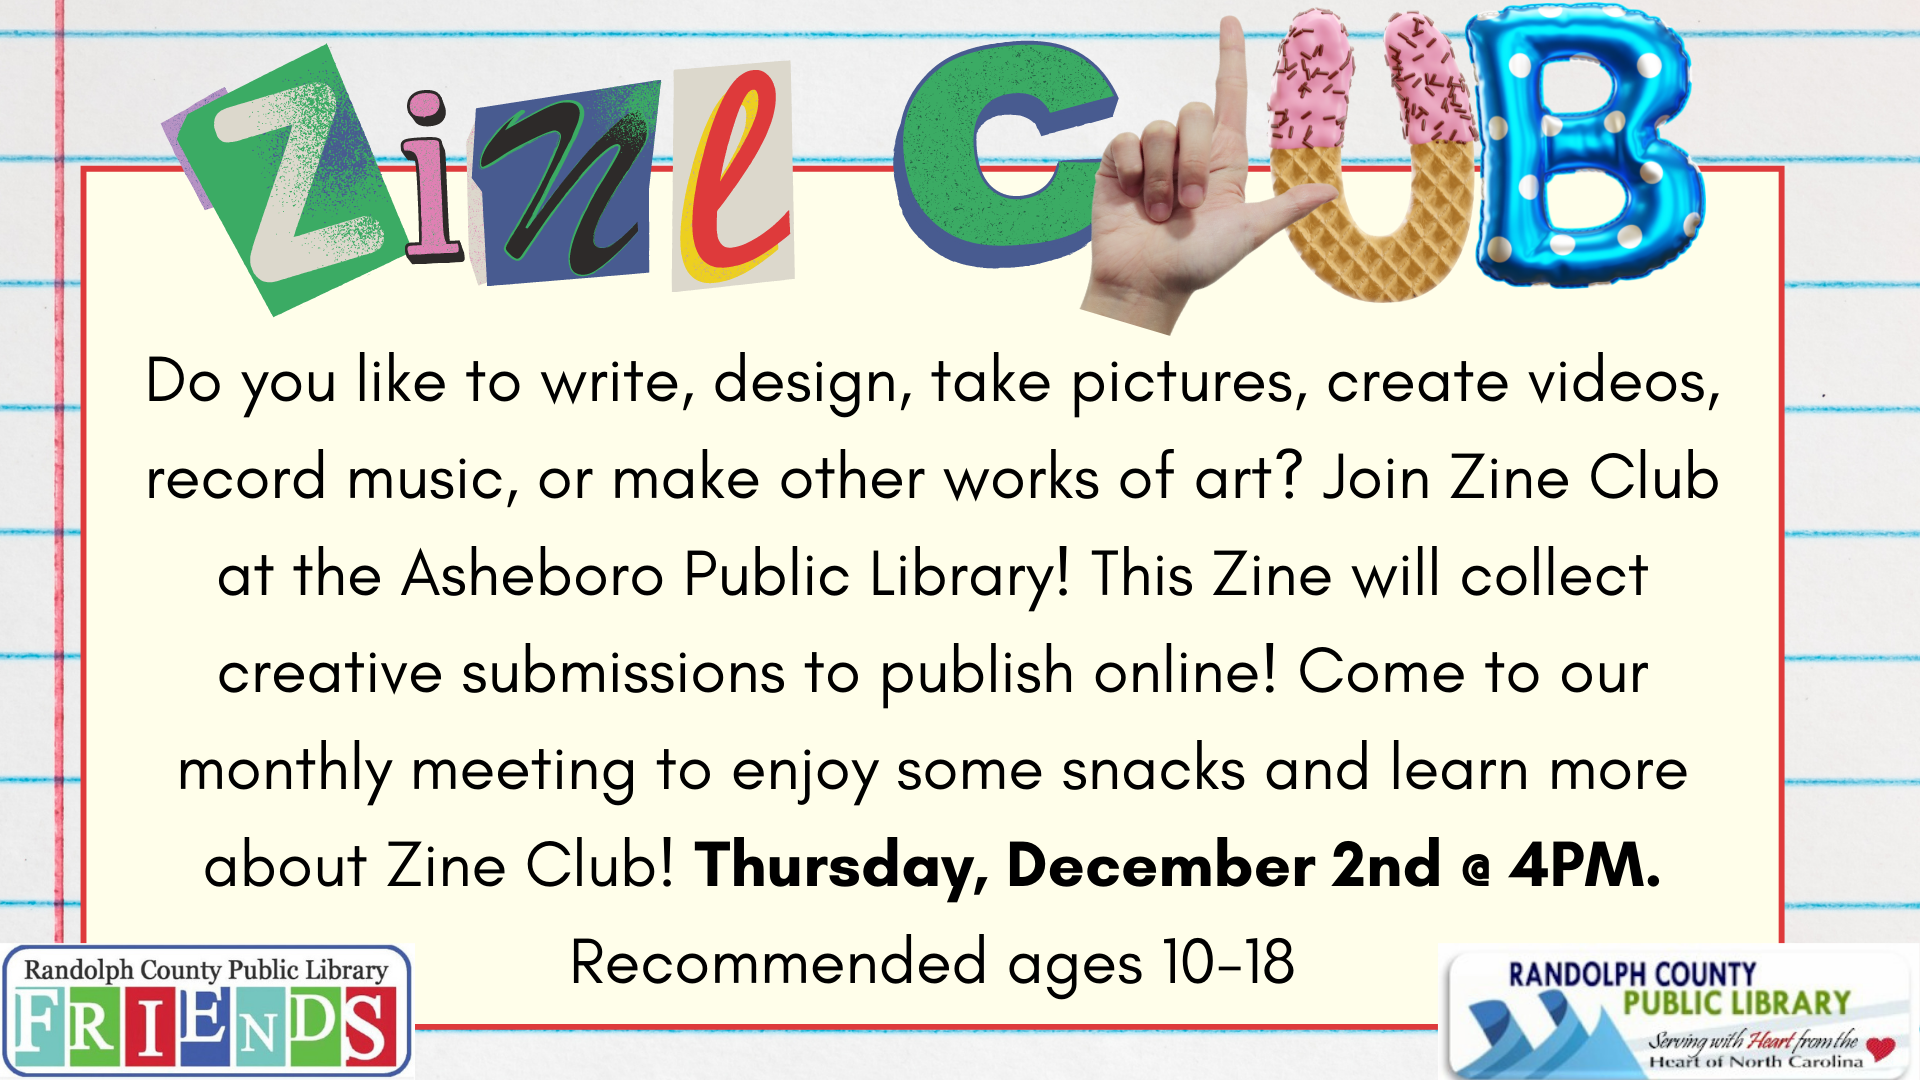 Zine CLUB
Do you like to write, design, take pictures, create videos,
record music, or make other works of art? Join Zine Club
at the Asheboro Public Library! This Zine will collect
creative submissions to publish online! Come to our
monthly meeting to enjoy some snacks and learn more
about Zine Club! Thursday, December 2nd @ 4PM.
Recommended ages 10-18
Randolph County Public Library
FRIENDS
RANDOLPH COUNTY
PUBLIC LIBRARY
Serving with Heart from the
Heart of North Carolina